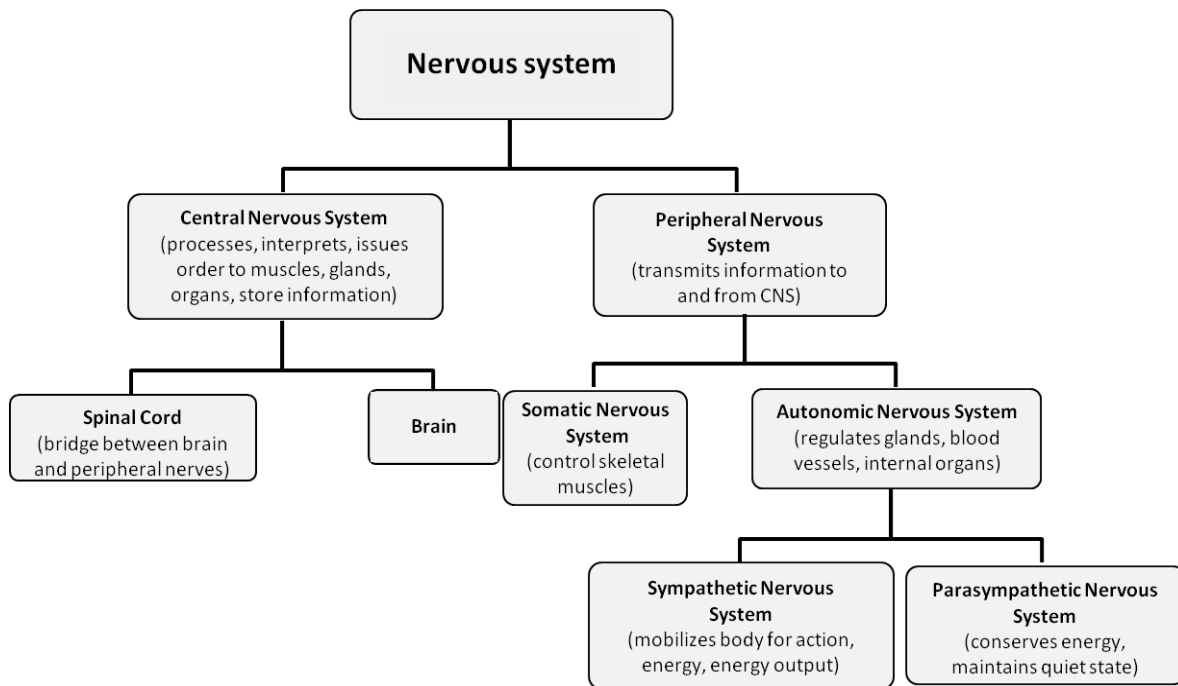 Nervous system
Central Nervous System
(processes, interprets, issues
order to muscles, glands,
organs, store information)
Peripheral Nervous
System
(transmits information to
and from CNS)
Spinal Cord
(bridge between brain
and peripheral nerves)
Brain
Somatic Nervous
System
(control skeletal
muscles)
Autonomic Nervous System
(regulates glands, blood
vessels, internal organs)
Sympathetic Nervous
System
(mobilizes body for action,
energy, energy output)
Parasympathetic Nervous
System
(conserves energy,
maintains quiet state)